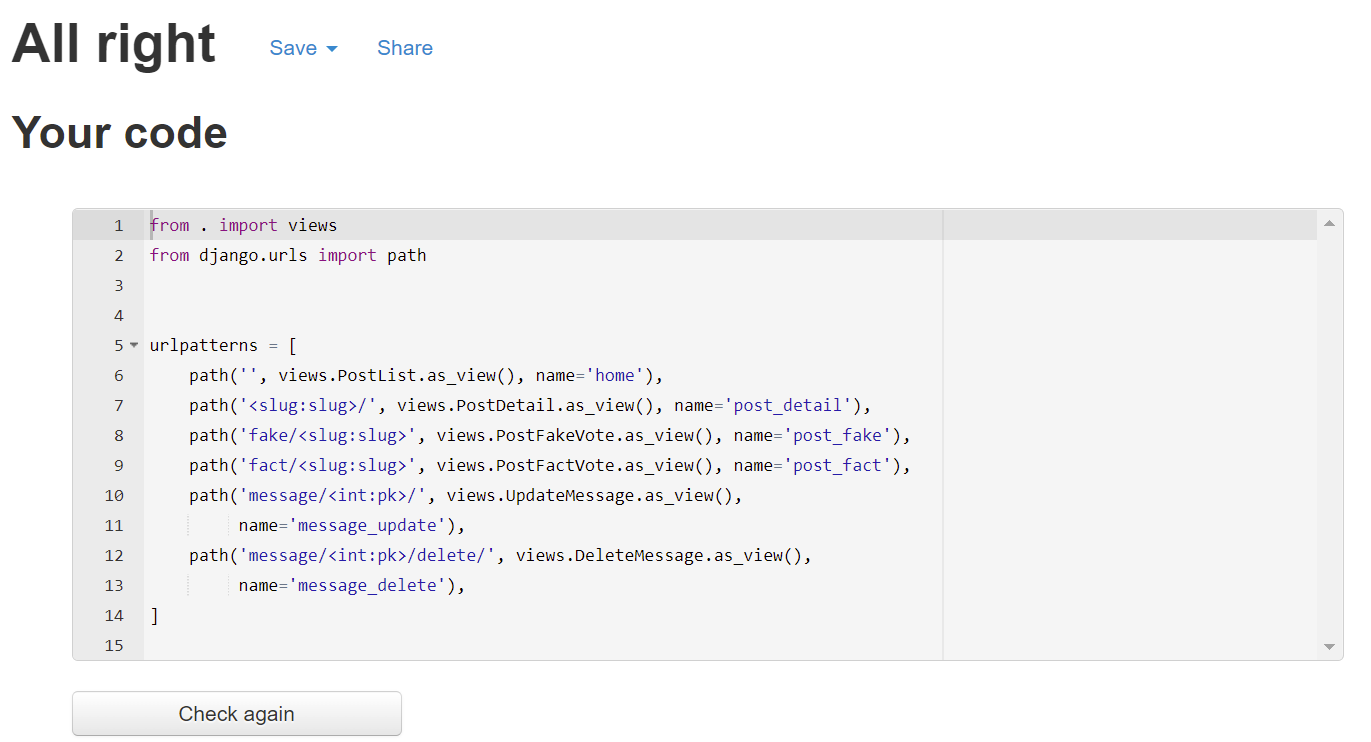 All right Save Share
Your code
1 from . import views
2 from django.urls import path
3
4
5 urlpatterns = [
6     path('', views.PostList.as_view(), name='home'),
7     path('<slug:slug>/', views.PostDetail.as_view(), name='post_detail'),
8     path('fake/<slug:slug>', views.PostFakeVote.as_view(), name='post_fake'),
9     path('fact/<slug:slug>', views.PostFactVote.as_view(), name='post_fact'),
10     path('message/<int:pk>/', views.UpdateMessage.as_view(),
11          name='message_update'),
12     path('message/<int:pk>/delete/', views.DeleteMessage.as_view(),
13          name='message_delete'),
14 ]
15
Check again